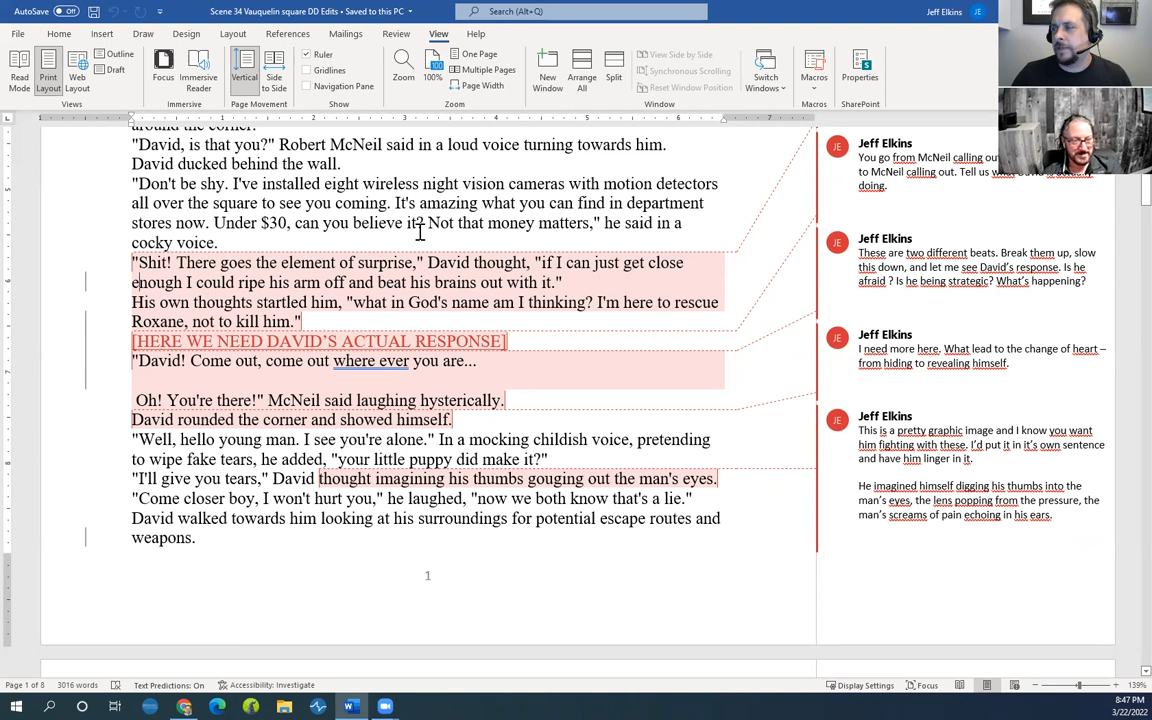 AutoSave Off Scene 34 Vauquelin square DD Edits • Saved to this PC Search (Alt+Q) Jeff Elkins JE
File Home Insert Draw Design Layout References Mailings Review View Help
Read Mode Print Layout Web Layout Outline Draft Focus Immersive Reader Vertical Side to Side Ruler Gridlines Navigation Pane Zoom 100% One Page Multiple Pages Page Width New Window Arrange All Split View Side by Side Synchronous Scrolling Reset Window Position Switch Windows Macros Properties
Views Immersive Page Movement Show Zoom Window Macros SharePoint
1 2 3 4 5 6 7
around the corner.
"David, is that you?" Robert McNeil said in a loud voice turning towards him.
David ducked behind the wall.
"Don't be shy. I've installed eight wireless night vision cameras with motion detectors
all over the square to see you coming. It's amazing what you can find in department
stores now. Under $30, can you believe it? Not that money matters," he said in a
cocky voice.
"Shit! There goes the element of surprise," David thought, "if I can just get close
enough I could ripe his arm off and beat his brains out with it."
His own thoughts startled him, "what in God's name am I thinking? I'm here to rescue
Roxane, not to kill him."
[HERE WE NEED DAVID'S ACTUAL RESPONSE]
"David! Come out, come out where ever you are...
Oh! You're there!" McNeil said laughing hysterically.
David rounded the corner and showed himself.
"Well, hello young man. I see you're alone." In a mocking childish voice, pretending
to wipe fake tears, he added, "your little puppy did make it?"
"I'll give you tears," David thought imagining his thumbs gouging out the man's eyes.
"Come closer boy, I won't hurt you," he laughed, "now we both know that's a lie."
David walked towards him looking at his surroundings for potential escape routes and
weapons.
1
JE Jeff Elkins
You go from McNeil calling out
to McNeil calling out. Tell us
doing.
JE Jeff Elkins
These are two different beats. Break them up, slow
this down, and let me see David's response. Is he
afraid ? Is he being strategic? What's happening?
JE Jeff Elkins
I need more here. What lead to the change of heart –
from hiding to revealing himself.
JE Jeff Elkins
This is a pretty graphic image and I know you want
him fighting with these. I'd put it in it's own sentence
and have him linger in it.
He imagined himself digging his thumbs into the
man's eyes, the lens popping from the pressure, the
man's screams of pain echoing in his ears.
Page 1 of 8 3016 words Text Predictions: On Accessibility: Investigate Display Settings Focus 139%
8:47 PM
3/22/2022